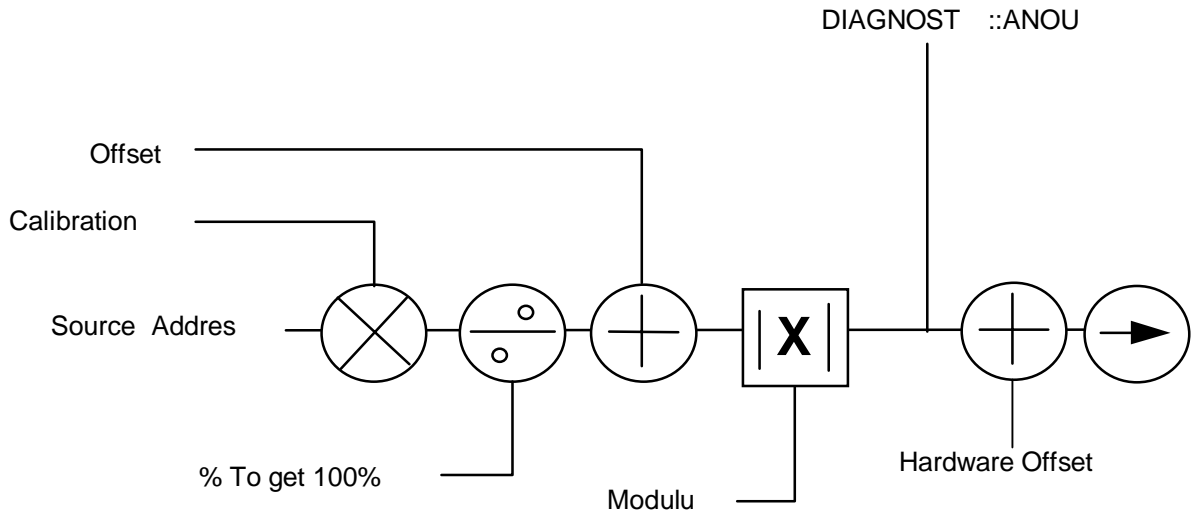 DIAGNOST ::ANOU
Offset
Calibration
Source Addres
X
% To get 100%
Hardware Offset
Modulu